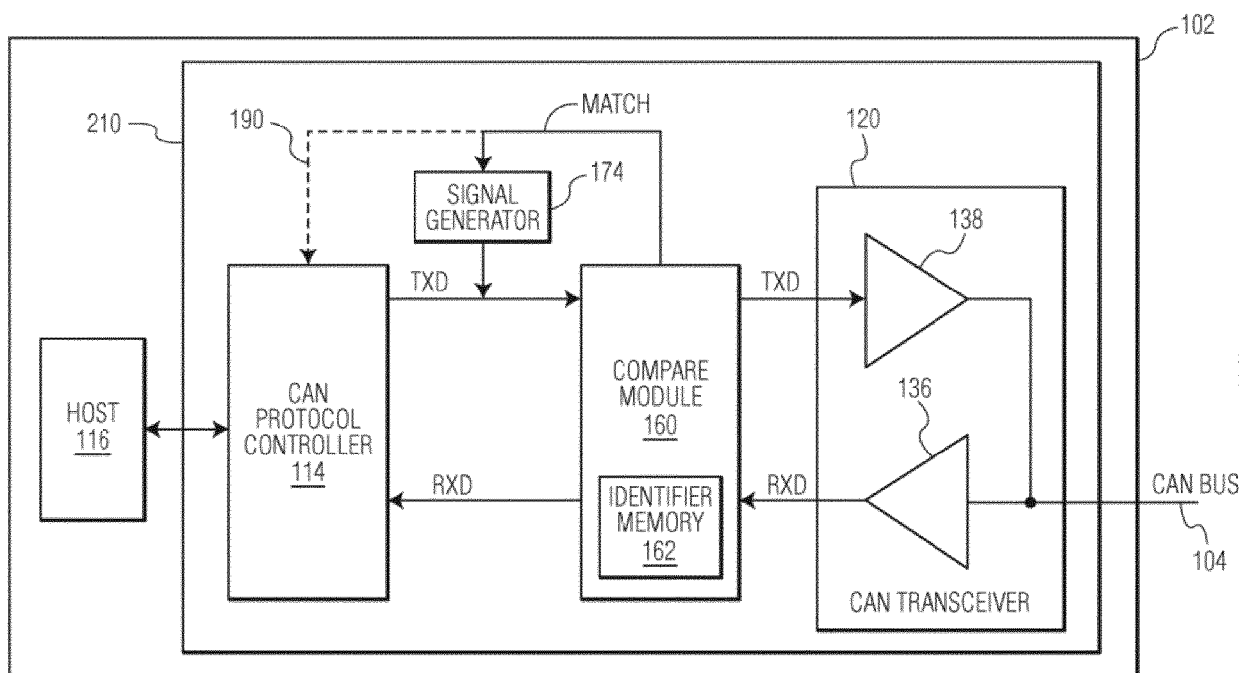 102
210
190
MATCH
120
SIGNAL
GENERATOR
174
138
TXD
TXD
HOST
116
CAN
PROTOCOL
CONTROLLER
114
COMPARE
MODULE
160
136
RXD
RXD
IDENTIFIER
MEMORY
162
CAN BUS
104
CAN TRANSCEIVER